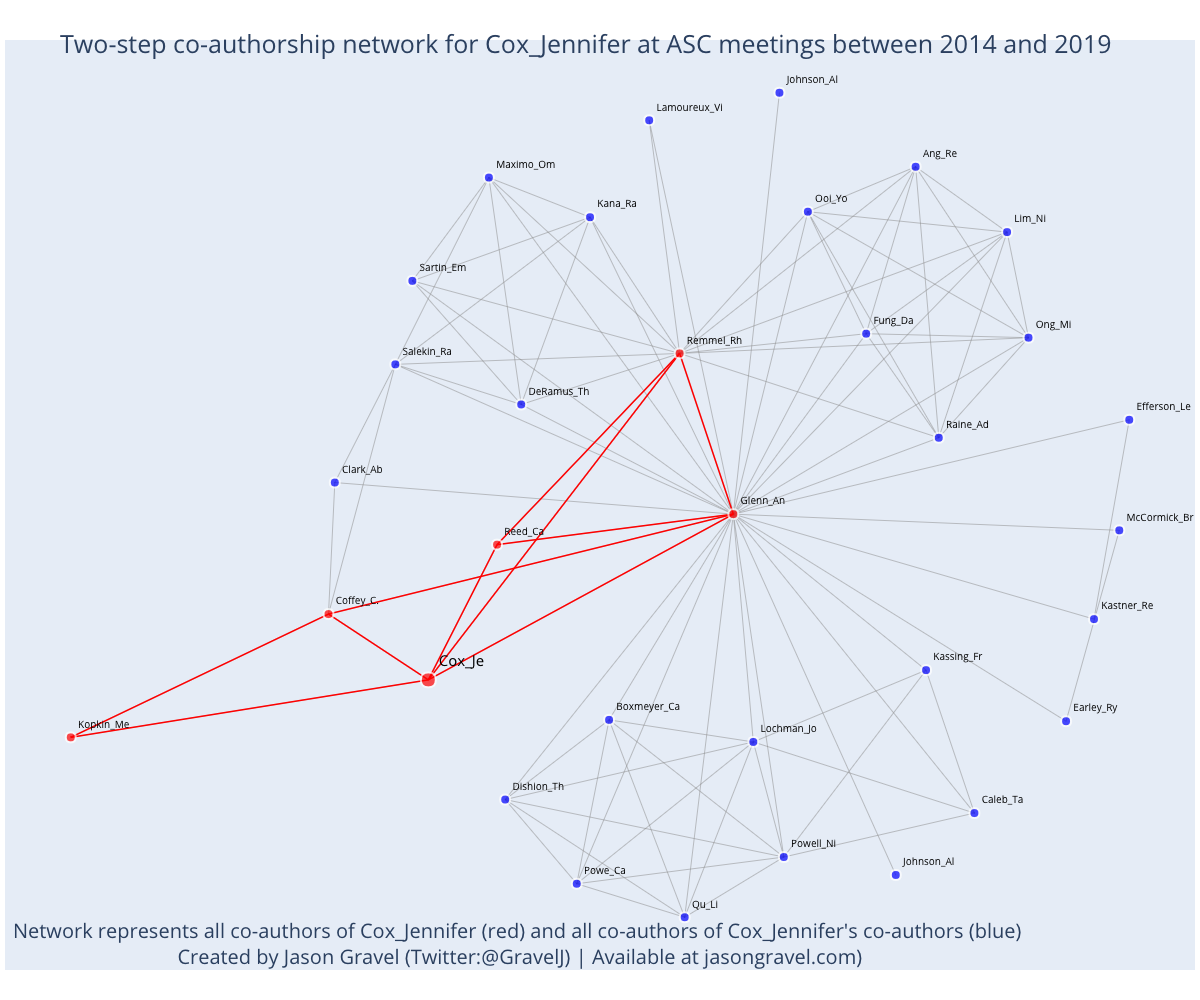 Two-step co-authorship network for Cox_Jennifer at ASC meetings between 2014 and 2019
Johnson_Al
Lamoureux_Vi
Ang_Re
Maximo_Om
Ooi_Yo
Kana_Ra
Lim_Ni
Sartin_Em
Fung_Da
Ong_Mi
Remmel_Rh
Salekin_Ra
DeRamus_Th
Efferson_Le
Raine_Ad
Clark_Ab
Glenn_An
McCormick_Br
Reed_Ca
Coffey_C.
Kastner_Re
Cox_Je
Kassing_Fr
Boxmeyer_Ca
Earley_Ry
Kopkin_Me
Lochman_Jo
Dishion_Th
Caleb_Ta
Powell_Ni
Johnson_Al
Powe_Ca
Qu_Li
Network represents all co-authors of Cox_Jennifer (red) and all co-authors of Cox_Jennifer's co-authors (blue)
Created by Jason Gravel (Twitter:@GravelJ) | Available at jasongravel.com)